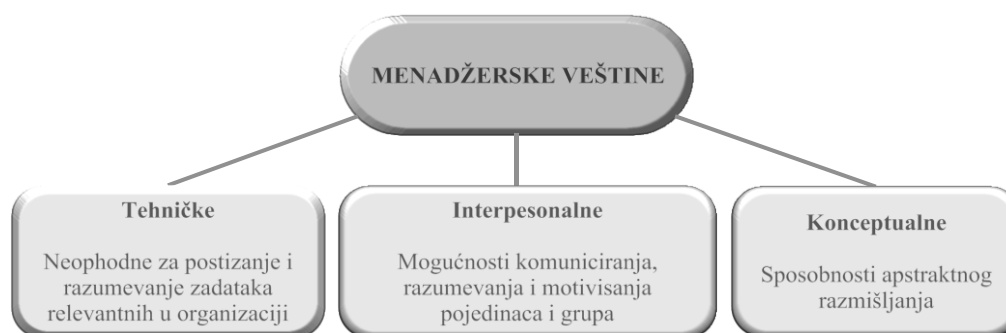 MENADŽERSKE VEŠTINE
Tehničke
Neophodne za postizanje i
razumevanje zadataka
relevantnih u organizaciji
Interpesonalne
Mogućnosti komuniciranja,
razumevanja i motivisanja
pojedinaca i grupa
Konceptualne
Sposobnosti apstraktnog
razmišljanja